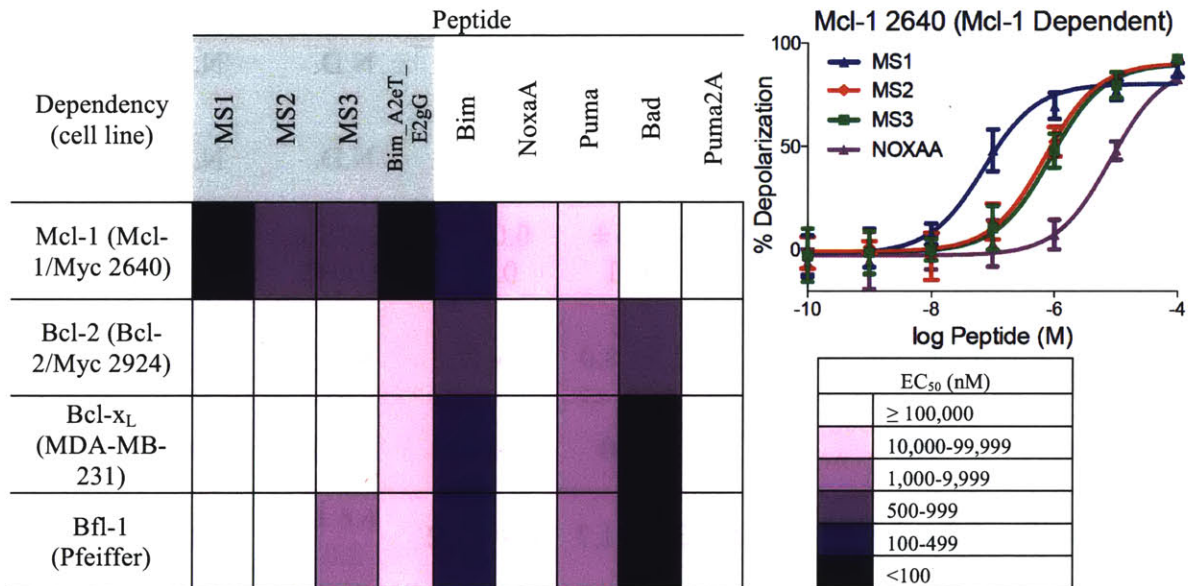 Peptide
Dependency
(cell line)
MS1
MS2
MS3
Bim_A2eT_
E2gG
Bim
NoxaA
Puma
Bad
Puma2A
Mcl-1 (Mcl-
1/Myc 2640)
Bcl-2 (Bcl-
2/Myc 2924)
Bcl-xL
(MDA-MB-
231)
Bfl-1
(Pfeiffer)
Mcl-1 2640 (Mcl-1 Dependent)
% Depolarization
100
50
0
MS1
MS2
MS3
NOXAA
-10
-8
-6
-4
log Peptide (M)
EC50 (nM)
≥ 100,000
10,000-99,999
1,000-9,999
500-999
100-499
<100